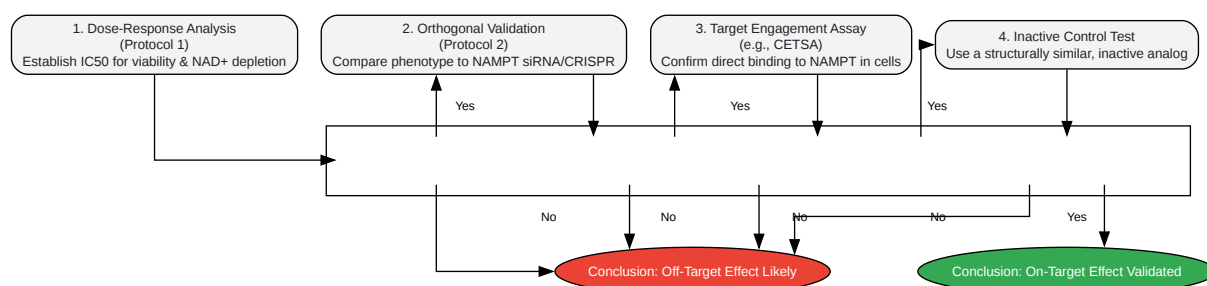 1. Dose-Response Analysis
(Protocol 1)
Establish IC50 for viability & NAD+ depletion
2. Orthogonal Validation
(Protocol 2)
Compare phenotype to NAMPT siRNA/CRISPR
3. Target Engagement Assay
(e.g., CETSA)
Confirm direct binding to NAMPT in cells
4. Inactive Control Test
Use a structurally similar, inactive analog
Yes
Yes
Yes
No
No
No
No
Yes
Conclusion: Off-Target Effect Likely
Conclusion: On-Target Effect Validated